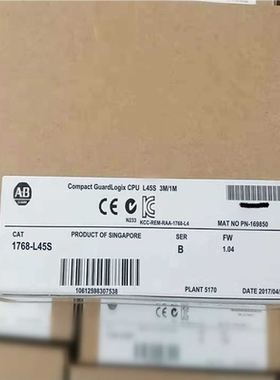 AB
Compact GuardLogix CPU L45S 3M/1M
N233 KCC-REM-RAA-1768-L4
MAT NO PN-169850
CAT PRODUCT OF SINGAPORE SER FW
1768-L45S B 1.04
10612598307538
PLANT 5170 DATE 2017/04/